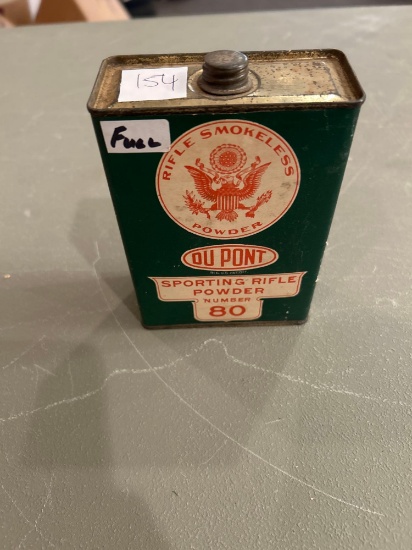 154
Full
RIFLE SMOKELESS
POWDER
DU PONT
SPORTING RIFLE
POWDER
NUMBER
80